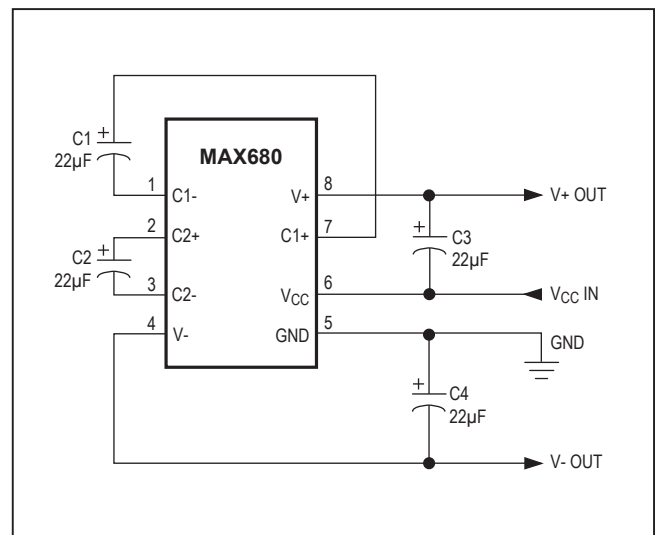 MAX680
C1 +
22µF
1 C1-
2 C2+
C2 +
22µF
3 C2-
4 V-
V+ 8
C1+ 7
VCC 6
GND 5
V+ OUT
+ C3
22µF
VCC IN
GND
+ C4
22µF
V- OUT